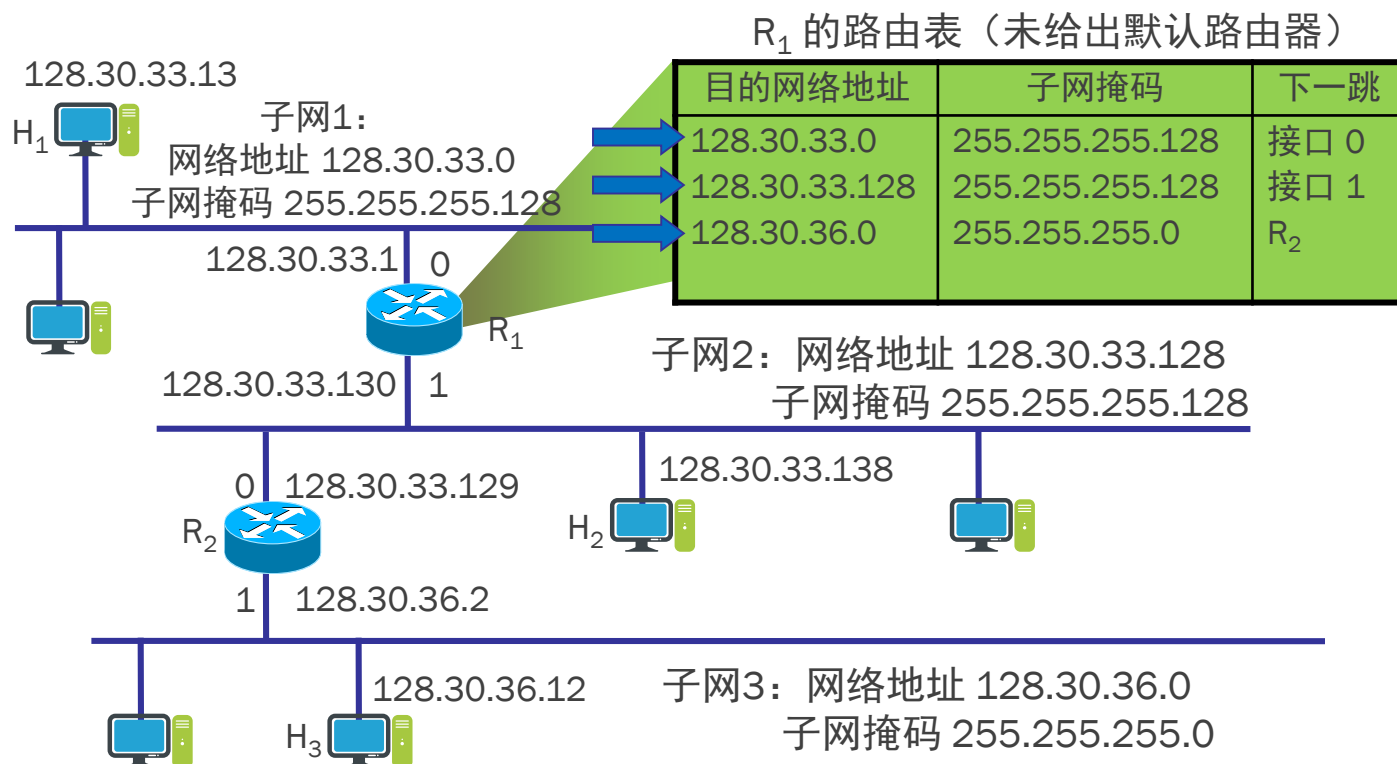 R₁ 的路由表（未给出默认路由器）
目的网络地址 子网掩码 下一跳
128.30.33.0 255.255.255.128 接口 0
128.30.33.128 255.255.255.128 接口 1
128.30.36.0 255.255.255.0 R₂
128.30.33.13
H₁
子网1：
网络地址 128.30.33.0
子网掩码 255.255.255.128
128.30.33.1 0
R₁
128.30.33.130 1
子网2：网络地址 128.30.33.128
子网掩码 255.255.255.128
0 128.30.33.129
R₂
128.30.33.138
H₂
1 128.30.36.2
128.30.36.12
H₃
子网3：网络地址 128.30.36.0
子网掩码 255.255.255.0